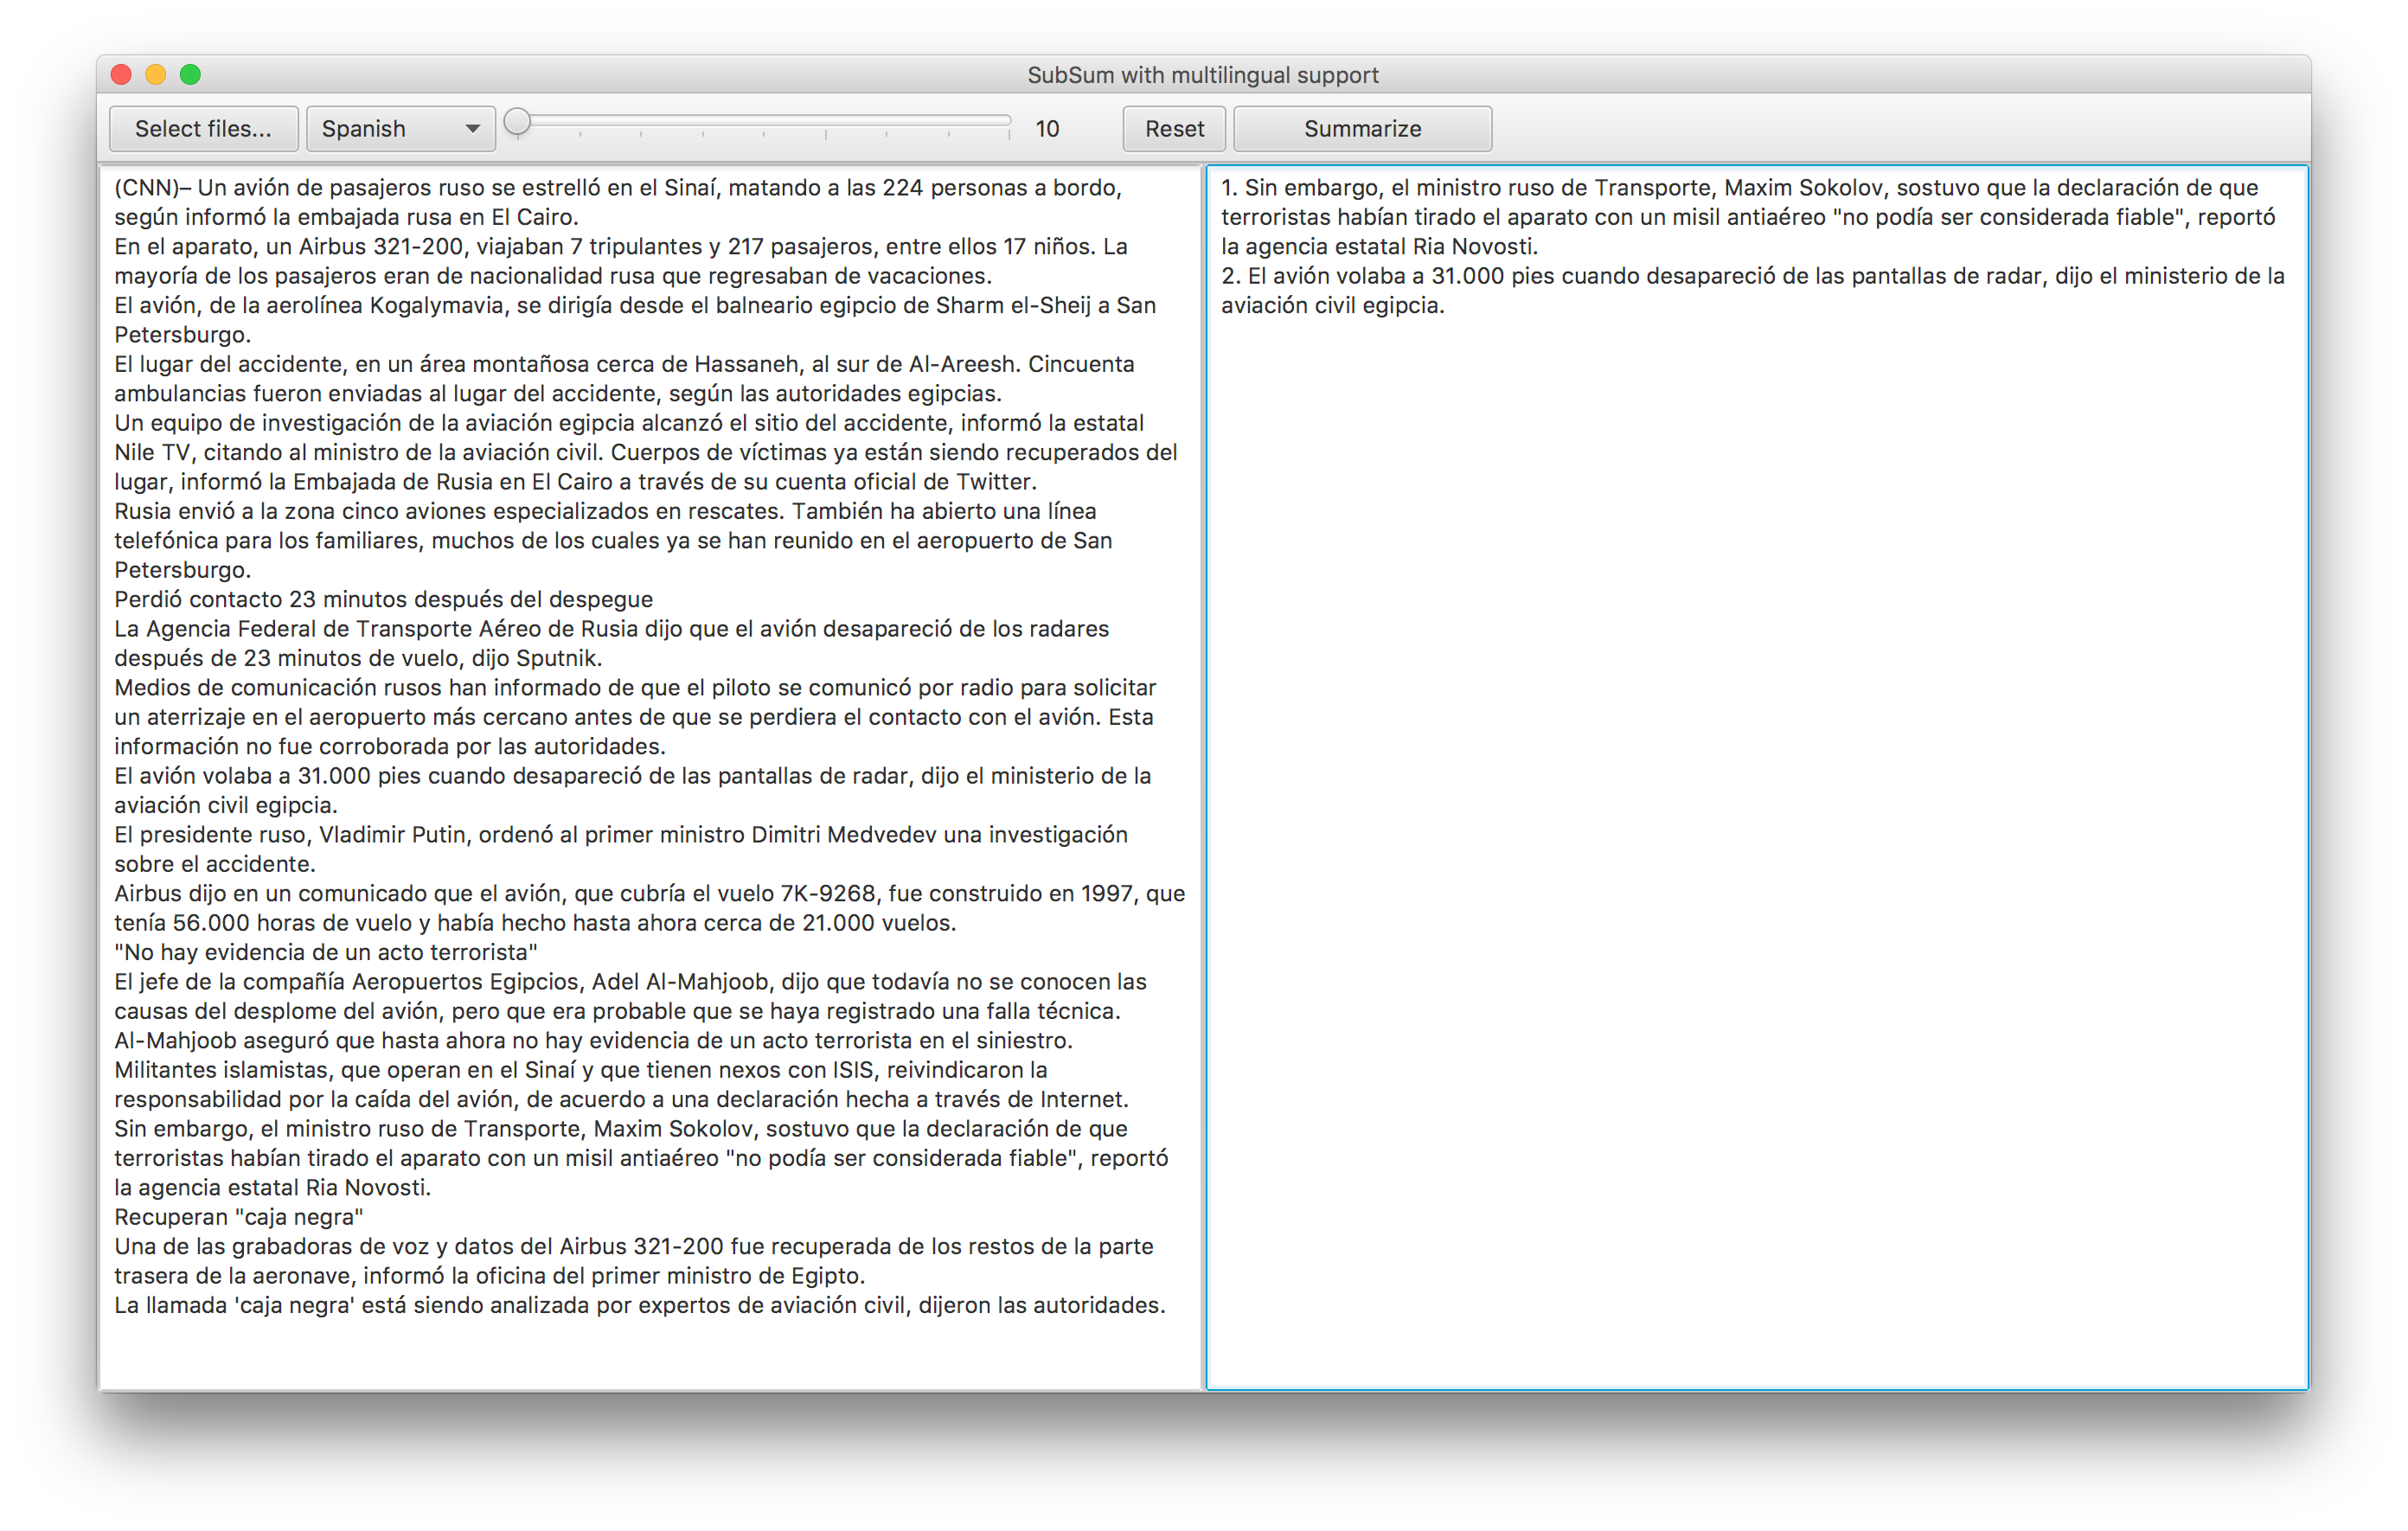 SubSum with multilingual support
Select files...
Spanish
10
Reset
Summarize
(CNN)– Un avión de pasajeros ruso se estrelló en el Sinaí, matando a las 224 personas a bordo,
según informó la embajada rusa en El Cairo.
En el aparato, un Airbus 321-200, viajaban 7 tripulantes y 217 pasajeros, entre ellos 17 niños. La
mayoría de los pasajeros eran de nacionalidad rusa que regresaban de vacaciones.
El avión, de la aerolínea Kogalymavia, se dirigía desde el balneario egipcio de Sharm el-Sheij a San
Petersburgo.
El lugar del accidente, en un área montañosa cerca de Hassaneh, al sur de Al-Areesh. Cincuenta
ambulancias fueron enviadas al lugar del accidente, según las autoridades egipcias.
Un equipo de investigación de la aviación egipcia alcanzó el sitio del accidente, informó la estatal
Nile TV, citando al ministro de la aviación civil. Cuerpos de víctimas ya están siendo recuperados del
lugar, informó la Embajada de Rusia en El Cairo a través de su cuenta oficial de Twitter.
Rusia envió a la zona cinco aviones especializados en rescates. También ha abierto una línea
telefónica para los familiares, muchos de los cuales ya se han reunido en el aeropuerto de San
Petersburgo.
Perdió contacto 23 minutos después del despegue
La Agencia Federal de Transporte Aéreo de Rusia dijo que el avión desapareció de los radares
después de 23 minutos de vuelo, dijo Sputnik.
Medios de comunicación rusos han informado de que el piloto se comunicó por radio para solicitar
un aterrizaje en el aeropuerto más cercano antes de que se perdiera el contacto con el avión. Esta
información no fue corroborada por las autoridades.
El avión volaba a 31.000 pies cuando desapareció de las pantallas de radar, dijo el ministerio de la
aviación civil egipcia.
El presidente ruso, Vladimir Putin, ordenó al primer ministro Dimitri Medvedev una investigación
sobre el accidente.
Airbus dijo en un comunicado que el avión, que cubría el vuelo 7K-9268, fue construido en 1997, que
tenía 56.000 horas de vuelo y había hecho hasta ahora cerca de 21.000 vuelos.
"No hay evidencia de un acto terrorista"
El jefe de la compañía Aeropuertos Egipcios, Adel Al-Mahjoob, dijo que todavía no se conocen las
causas del desplome del avión, pero que era probable que se haya registrado una falla técnica.
Al-Mahjoob aseguró que hasta ahora no hay evidencia de un acto terrorista en el siniestro.
Militantes islamistas, que operan en el Sinaí y que tienen nexos con ISIS, reivindicaron la
responsabilidad por la caída del avión, de acuerdo a una declaración hecha a través de Internet.
Sin embargo, el ministro ruso de Transporte, Maxim Sokolov, sostuvo que la declaración de que
terroristas habían tirado el aparato con un misil antiaéreo "no podía ser considerada fiable", reportó
la agencia estatal Ria Novosti.
Recuperan "caja negra"
Una de las grabadoras de voz y datos del Airbus 321-200 fue recuperada de los restos de la parte
trasera de la aeronave, informó la oficina del primer ministro de Egipto.
La llamada 'caja negra' está siendo analizada por expertos de aviación civil, dijeron las autoridades.
1. Sin embargo, el ministro ruso de Transporte, Maxim Sokolov, sostuvo que la declaración de que
terroristas habían tirado el aparato con un misil antiaéreo "no podía ser considerada fiable", reportó
la agencia estatal Ria Novosti.
2. El avión volaba a 31.000 pies cuando desapareció de las pantallas de radar, dijo el ministerio de la
aviación civil egipcia.